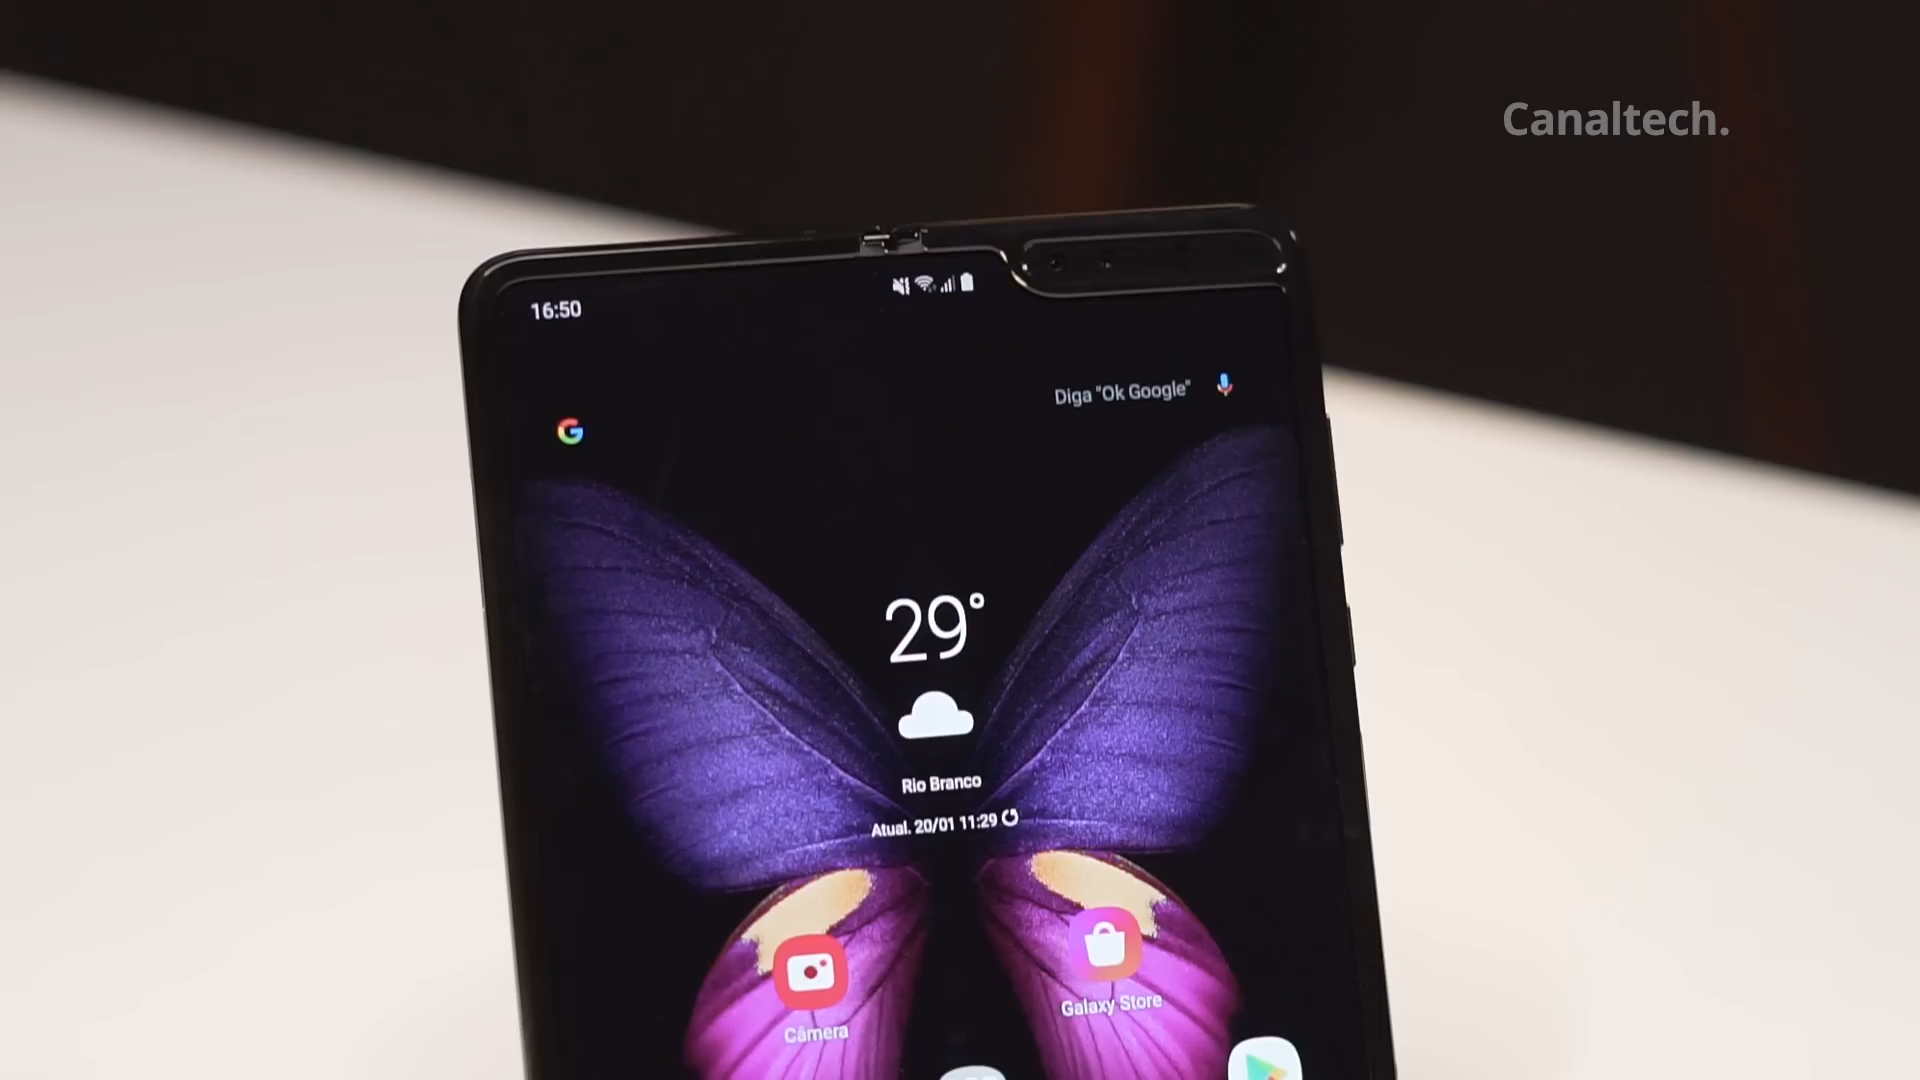 Canaltech.
16:50
Diga "Ok Google"
G
29°
Rio Branco
Atual. 20/01 11:29
Câmera
Galaxy Store